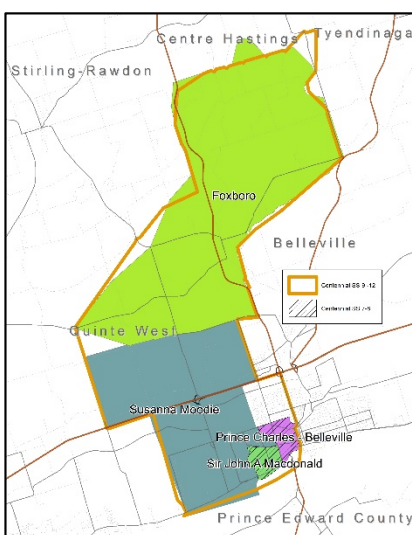 Centre Hastings
Tyendinaga
Stirling-Rawdon
Foxboro
Belleville
Centennial SS 9-12
Centennial SS 7-8
Quinte West
Susanna Moodie
Prince Charles - Belleville
Sir John A Macdonald
Prince Edward County